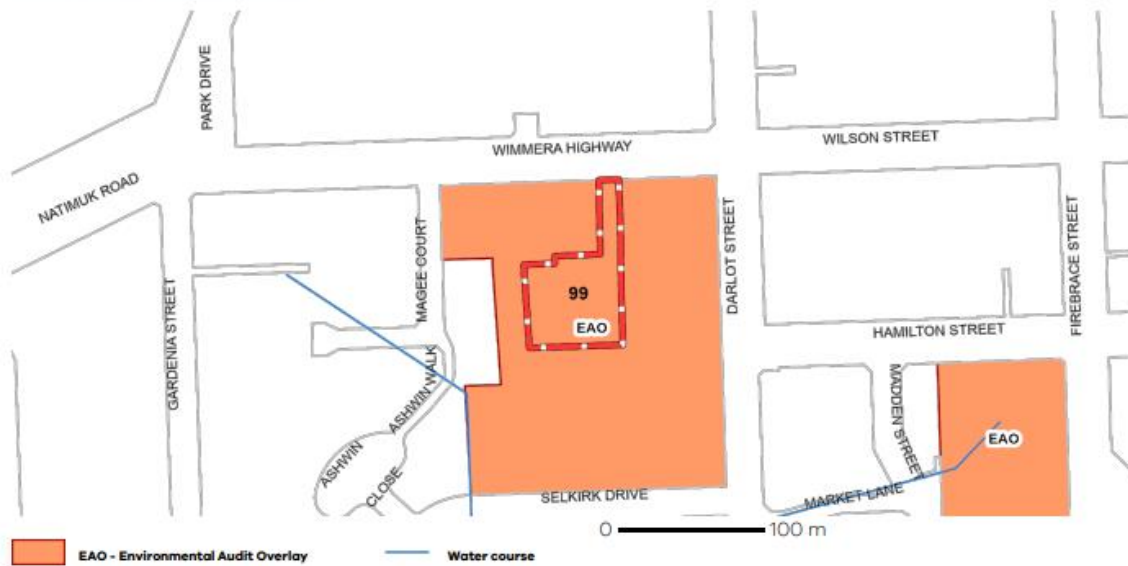 PARK DRIVE
WILSON STREET
WIMMERA HIGHWAY
NATIMUK ROAD
MAGEE COURT
DARLOT STREET
FIREBRACE STREET
GARDENIA STREET
99
EAO
HAMILTON STREET
ASHWIN WALK
MADDEN STREET
EAO
ASHWIN CLOSE
MARKET LANE
SELKIRK DRIVE
0 100 m
EAO - Environmental Audit Overlay
Water course